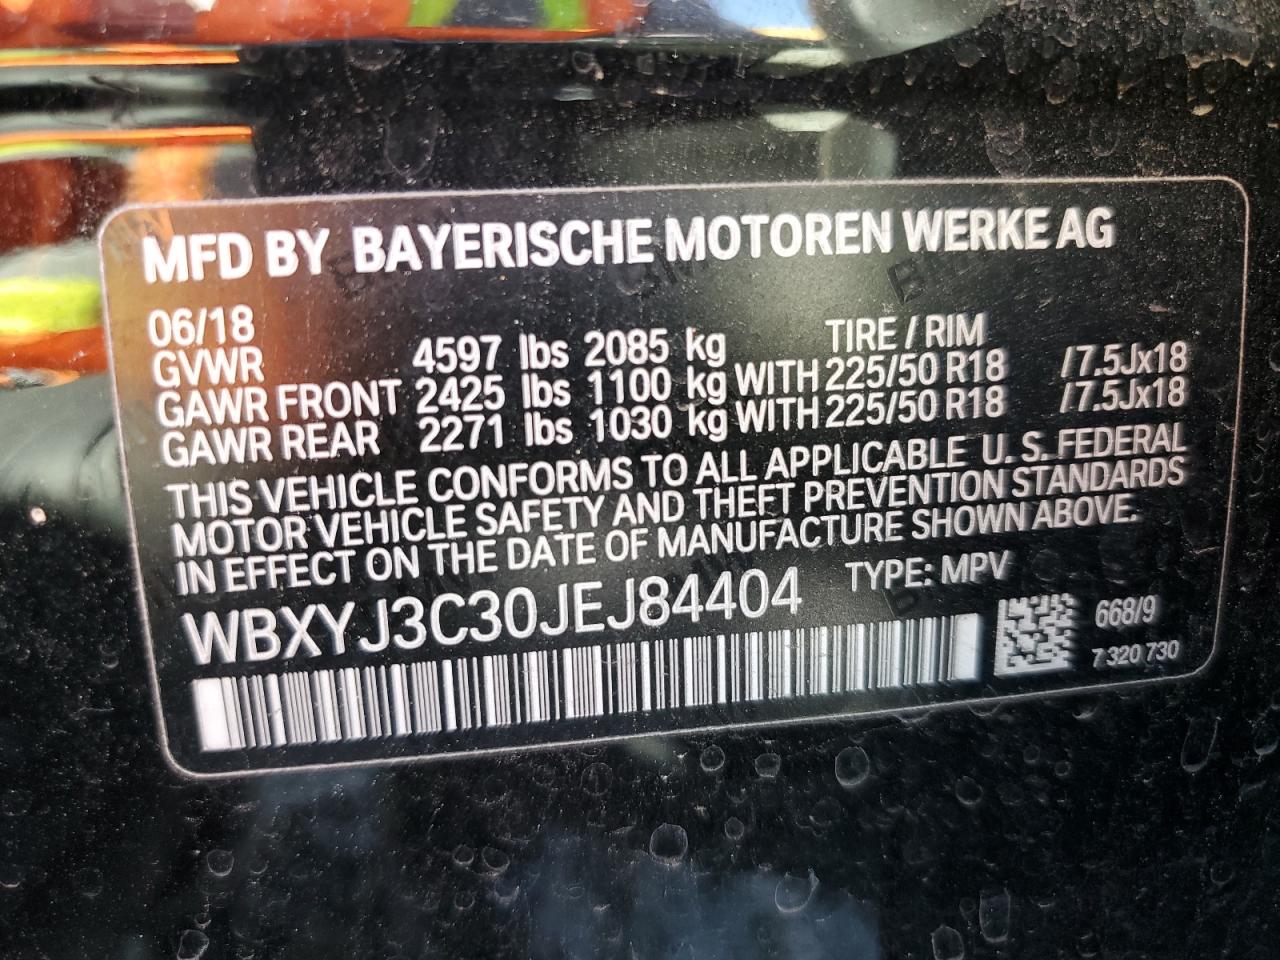 MFD BY BAYERISCHE MOTOREN WERKE AG
06/18 TIRE / RIM
GVWR 4597 lbs 2085 kg
GAWR FRONT 2425 lbs 1100 kg WITH 225/50 R18 /7.5Jx18
GAWR REAR 2271 lbs 1030 kg WITH 225/50 R18 /7.5Jx18
THIS VEHICLE CONFORMS TO ALL APPLICABLE U. S. FEDERAL
MOTOR VEHICLE SAFETY AND THEFT PREVENTION STANDARDS
IN EFFECT ON THE DATE OF MANUFACTURE SHOWN ABOVE.
WBXYJ3C30JEJ84404 TYPE: MPV
668/9
7 320 730